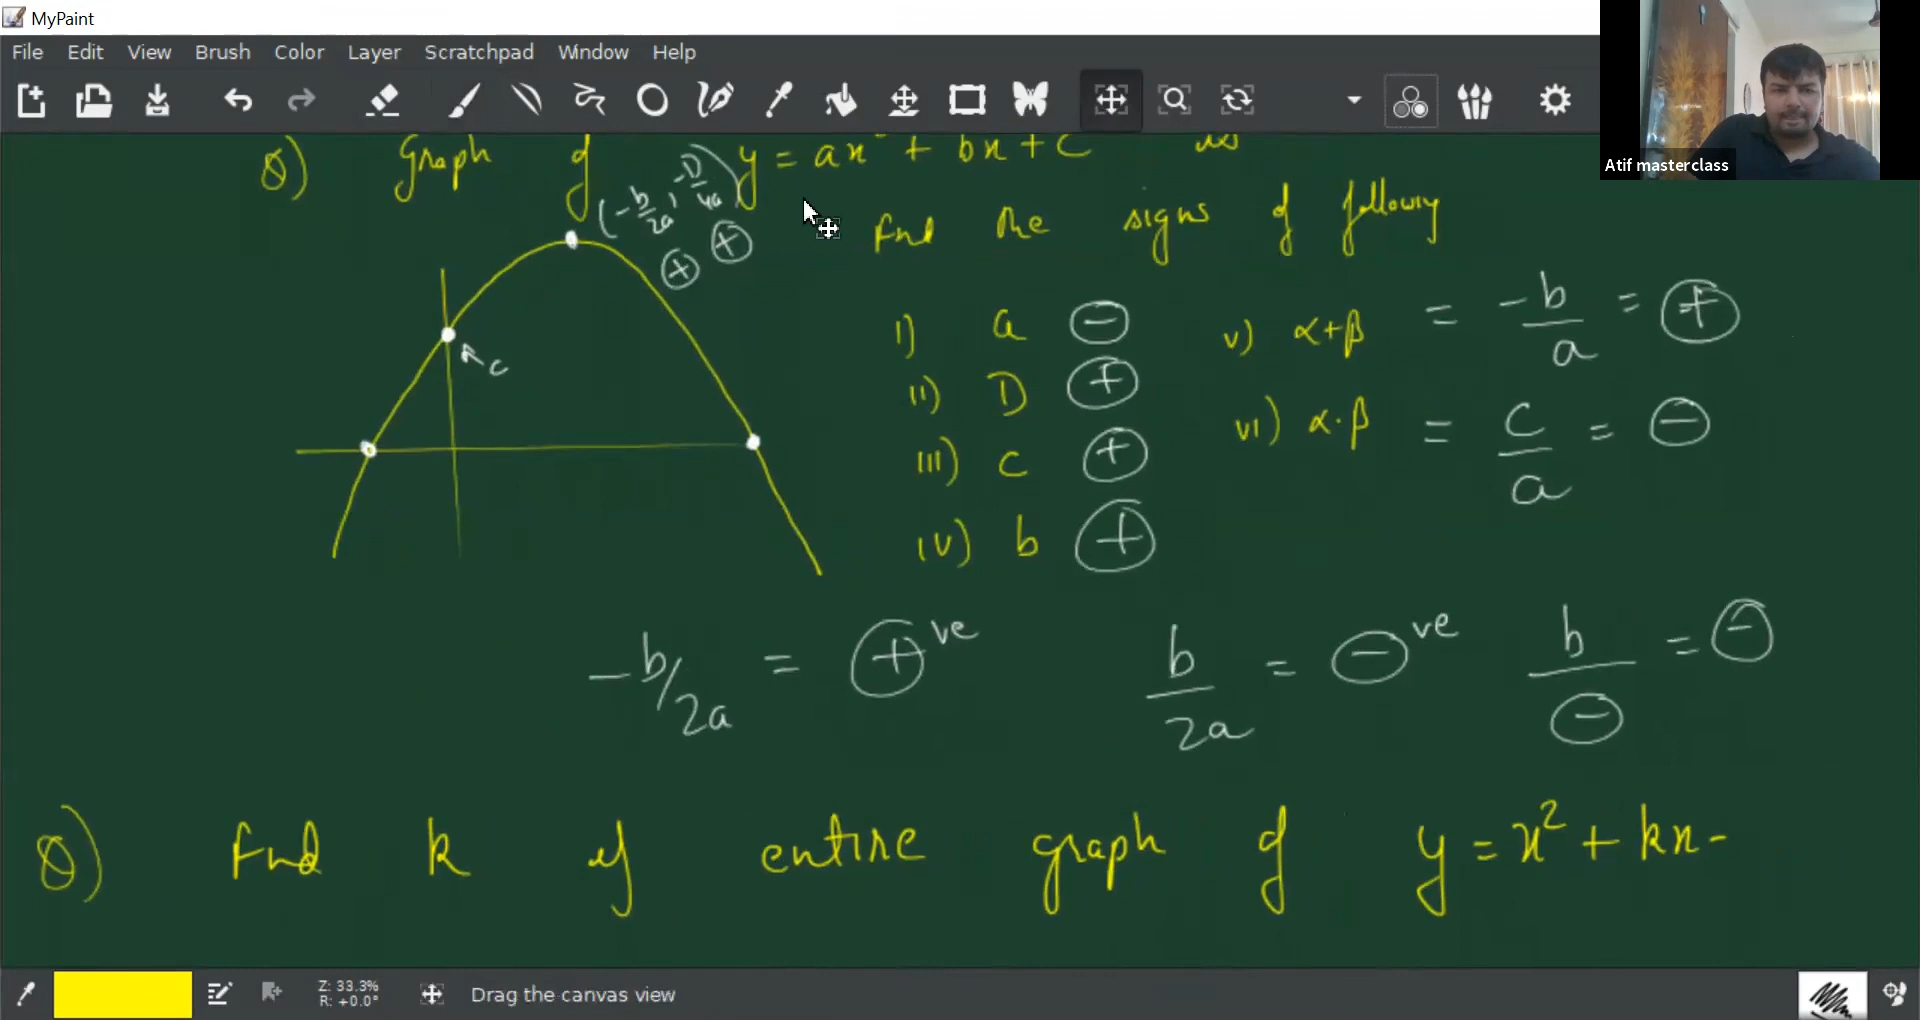 MyPaint
File Edit View Brush Color Layer Scratchpad Window Help
Atif masterclass
Q) Graph of y = ax² + bx + c is
(-b/2a, -D/4a)
+ +
find the signs of following
c
I) a -
II) D +
III) c +
IV) b +
V) α+β = -b/a = +
VI) α·β = c/a = -
-b/2a = + ve
b/2a = - ve
b/- = -
Q) find k if entire graph of y = x² + kx -
Z: 33.3%
R: +0.0°
Drag the canvas view